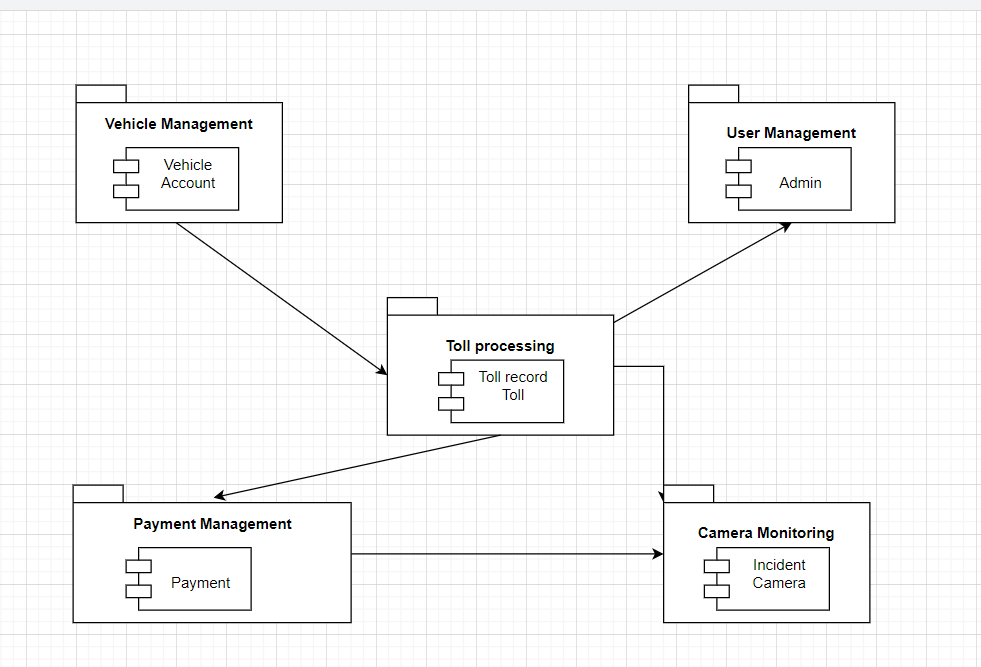 Vehicle Management
Vehicle
Account
User Management
Admin
Toll processing
Toll record
Toll
Payment Management
Payment
Camera Monitoring
Incident
Camera